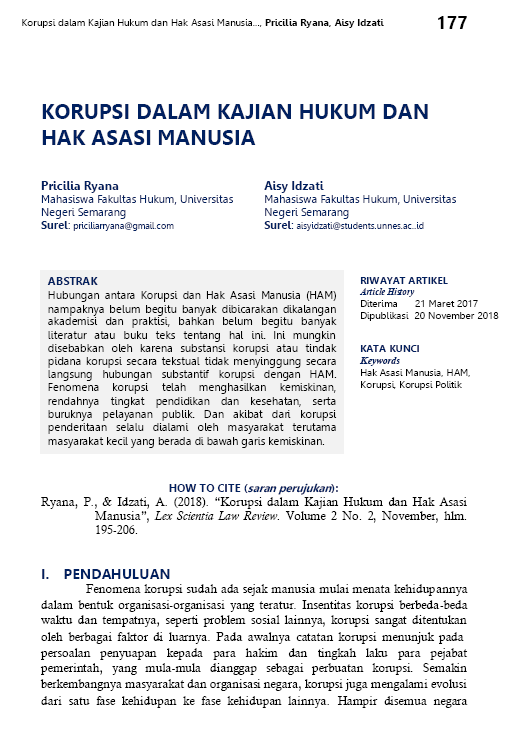 Korupsi dalam Kajian Hukum dan Hak Asasi Manusia..., Pricilia Ryana, Aisy Idzati 177
KORUPSI DALAM KAJIAN HUKUM DAN
HAK ASASI MANUSIA
Pricilia Ryana
Mahasiswa Fakultas Hukum, Universitas
Negeri Semarang
Surel: priciliarryana@gmail.com
Aisy Idzati
Mahasiswa Fakultas Hukum, Universitas
Negeri Semarang
Surel: aisyidzati@students.unnes.ac..id
ABSTRAK
Hubungan antara Korupsi dan Hak Asasi Manusia (HAM)
nampaknya belum begitu banyak dibicarakan dikalangan
akademisi dan praktisi, bahkan belum begitu banyak
literatur atau buku teks tentang hal ini. Ini mungkin
disebabkan oleh karena substansi korupsi atau tindak
pidana korupsi secara tekstual tidak menyinggung secara
langsung hubungan substantif korupsi dengan HAM.
Fenomena korupsi telah menghasilkan kemiskinan,
rendahnya tingkat pendidikan dan kesehatan, serta
buruknya pelayanan publik. Dan akibat dari korupsi
penderitaan selalu dialami oleh masyarakat terutama
masyarakat kecil yang berada di bawah garis kemiskinan.
RIWAYAT ARTIKEL
Article History
Diterima 21 Maret 2017
Dipublikasi 20 November 2018
KATA KUNCI
Keywords
Hak Asasi Manusia, HAM,
Korupsi, Korupsi Politik
HOW TO CITE (saran perujukan):
Ryana, P., & Idzati, A. (2018). “Korupsi dalam Kajian Hukum dan Hak Asasi
Manusia”, Lex Scientia Law Review. Volume 2 No. 2, November, hlm.
195-206.
I. PENDAHULUAN
Fenomena korupsi sudah ada sejak manusia mulai menata kehidupannya
dalam bentuk organisasi-organisasi yang teratur. Insentitas korupsi berbeda-beda
waktu dan tempatnya, seperti problem sosial lainnya, korupsi sangat ditentukan
oleh berbagai faktor di luarnya. Pada awalnya catatan korupsi menunjuk pada
persoalan penyuapan kepada para hakim dan tingkah laku para pejabat
pemerintah, yang mula-mula dianggap sebagai perbuatan korupsi. Semakin
berkembangnya masyarakat dan organisasi negara, korupsi juga mengalami evolusi
dari satu fase kehidupan ke fase kehidupan lainnya. Hampir disemua negara